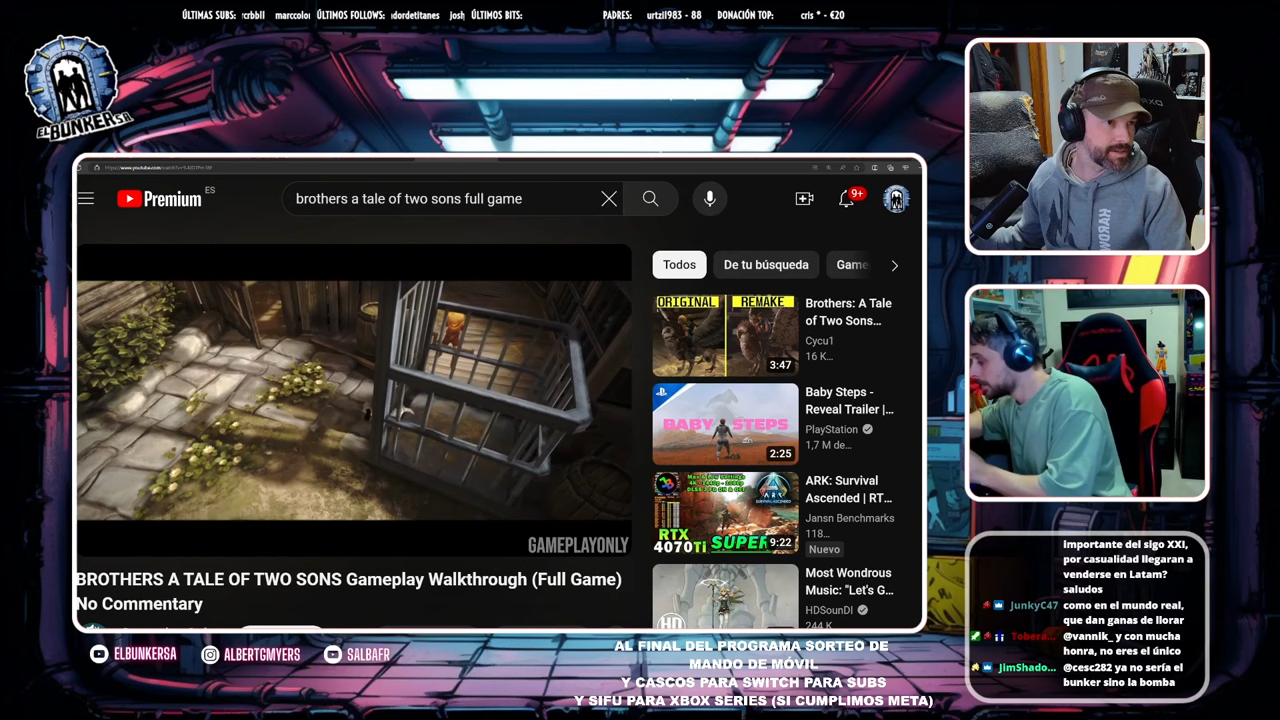 ÚLTIMAS SUBS:
marccolo
ÚLTIMOS FOLLOWS:
dordetitanes
Josh
ÚLTIMOS BITS:
PADRES:
urtzi1983 - 88
DONACIÓN TOP:
cris * - €20
EL BUNKER S.A
Premium
ES
brothers a tale of two sons full game
9+
Todos
De tu búsqueda
Game
ORIGINAL
REMAKE
3:47
Brothers: A Tale
of Two Sons...
Cycu1
16 K...
BABY STEPS
2:25
Baby Steps -
Reveal Trailer |...
PlayStation
1,7 M de...
RTX
4070Ti SUPER
9:22
ARK: Survival
Ascended | RT...
Jansn Benchmarks
118...
Nuevo
HD
Most Wondrous
Music: "Let's G...
HDSounDI
244 K
GAMEPLAYONLY
BROTHERS A TALE OF TWO SONS Gameplay Walkthrough (Full Game)
No Commentary
ELBUNKERSA
ALBERTGMYERS
SALBAFR
AL FINAL DEL PROGRAMA SORTEO DE
MANDO DE MÓVIL
Y CASCOS PARA SWITCH PARA SUBS
Y SIFU PARA XBOX SERIES (SI CUMPLIMOS META)
importante del sigo XXI,
por casualidad llegaran a
venderse en Latam?
saludos
JunkyC47 como en el mundo real,
que dan ganas de llorar
Tobera... @vannik_ y con mucha
honra, no eres el único
JimShado... @cesc282 ya no sería el
bunker sino la bomba